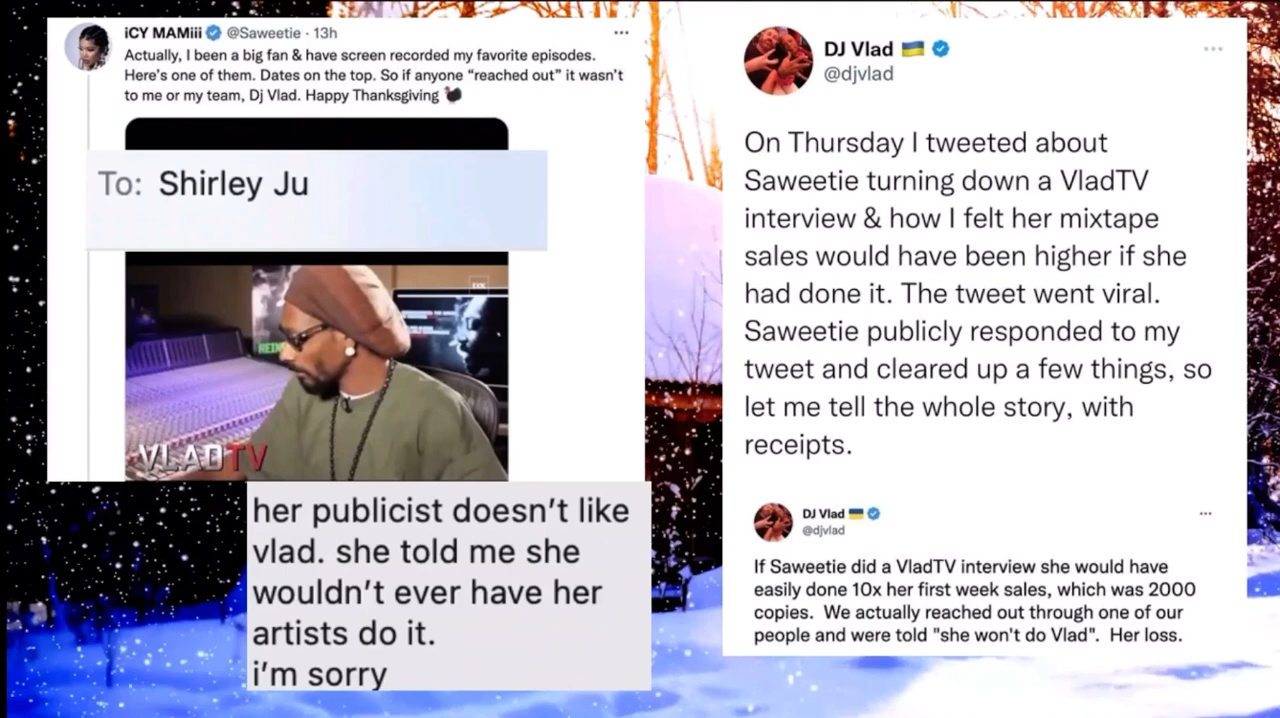 iCY MAMiii @Saweetie · 13h
Actually, I been a big fan & have screen recorded my favorite episodes.
Here's one of them. Dates on the top. So if anyone “reached out” it wasn't
to me or my team, Dj Vlad. Happy Thanksgiving 🦃
To: Shirley Ju
VLADTV
her publicist doesn't like
vlad. she told me she
wouldn't ever have her
artists do it.
i'm sorry
DJ Vlad 🇺🇦
@djvlad
On Thursday I tweeted about
Saweetie turning down a VladTV
interview & how I felt her mixtape
sales would have been higher if she
had done it. The tweet went viral.
Saweetie publicly responded to my
tweet and cleared up a few things, so
let me tell the whole story, with
receipts.
DJ Vlad 🇺🇦
@djvlad
If Saweetie did a VladTV interview she would have
easily done 10x her first week sales, which was 2000
copies.  We actually reached out through one of our
people and were told "she won't do Vlad".  Her loss.